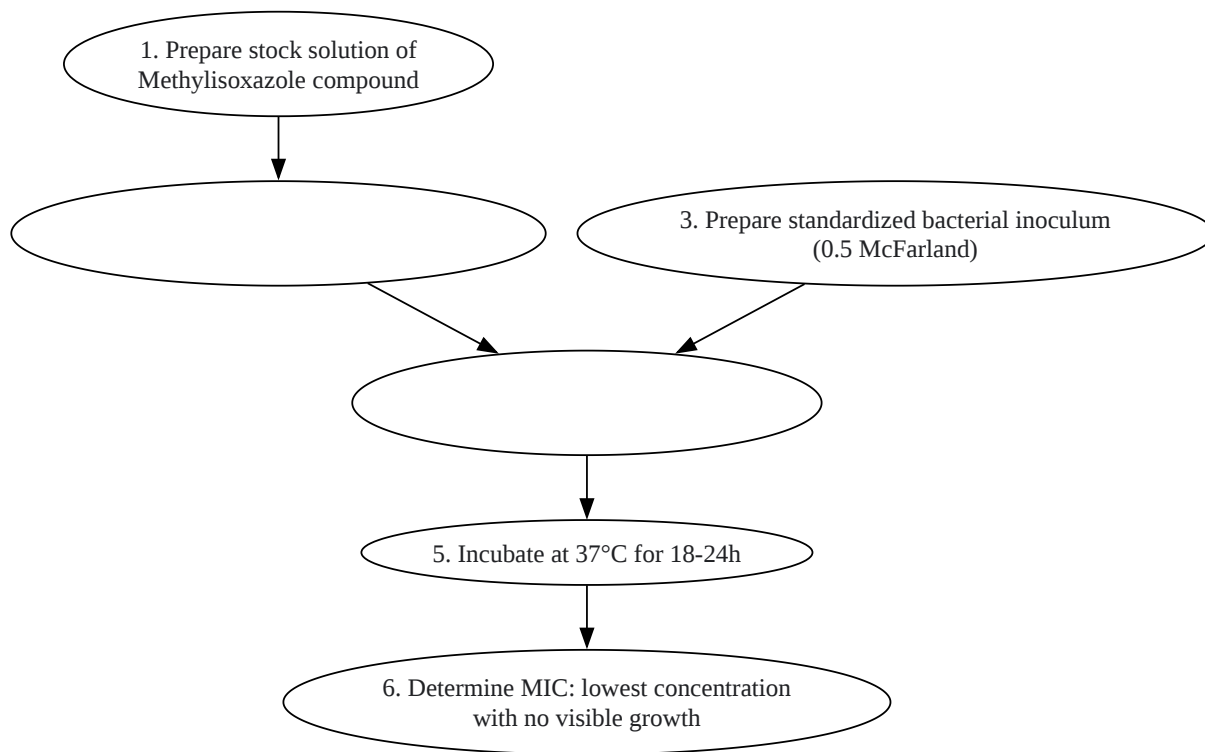 1. Prepare stock solution of
Methylisoxazole compound
3. Prepare standardized bacterial inoculum
(0.5 McFarland)
5. Incubate at 37°C for 18-24h
6. Determine MIC: lowest concentration
with no visible growth